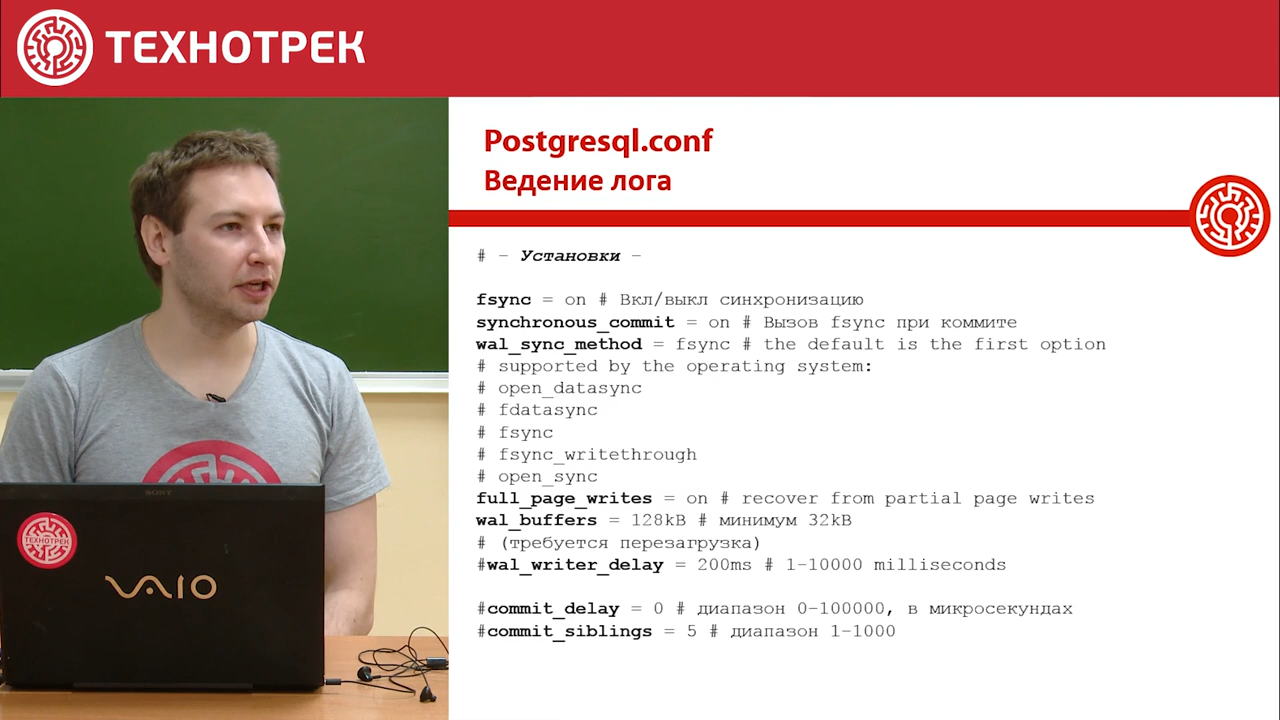 ТЕХНОТРЕК
Postgresql.conf
Ведение лога
# – Установки –
fsync = on # Вкл/выкл синхронизацию
synchronous_commit = on # Вызов fsync при коммите
wal_sync_method = fsync # the default is the first option
# supported by the operating system:
# open_datasync
# fdatasync
# fsync
# fsync_writethrough
# open_sync
full_page_writes = on # recover from partial page writes
wal_buffers = 128kB # минимум 32kB
# (требуется перезагрузка)
#wal_writer_delay = 200ms # 1–10000 milliseconds
#commit_delay = 0 # диапазон 0–100000, в микросекундах
#commit_siblings = 5 # диапазон 1–1000
SONY
ТЕХНОТРЕК
VAIO